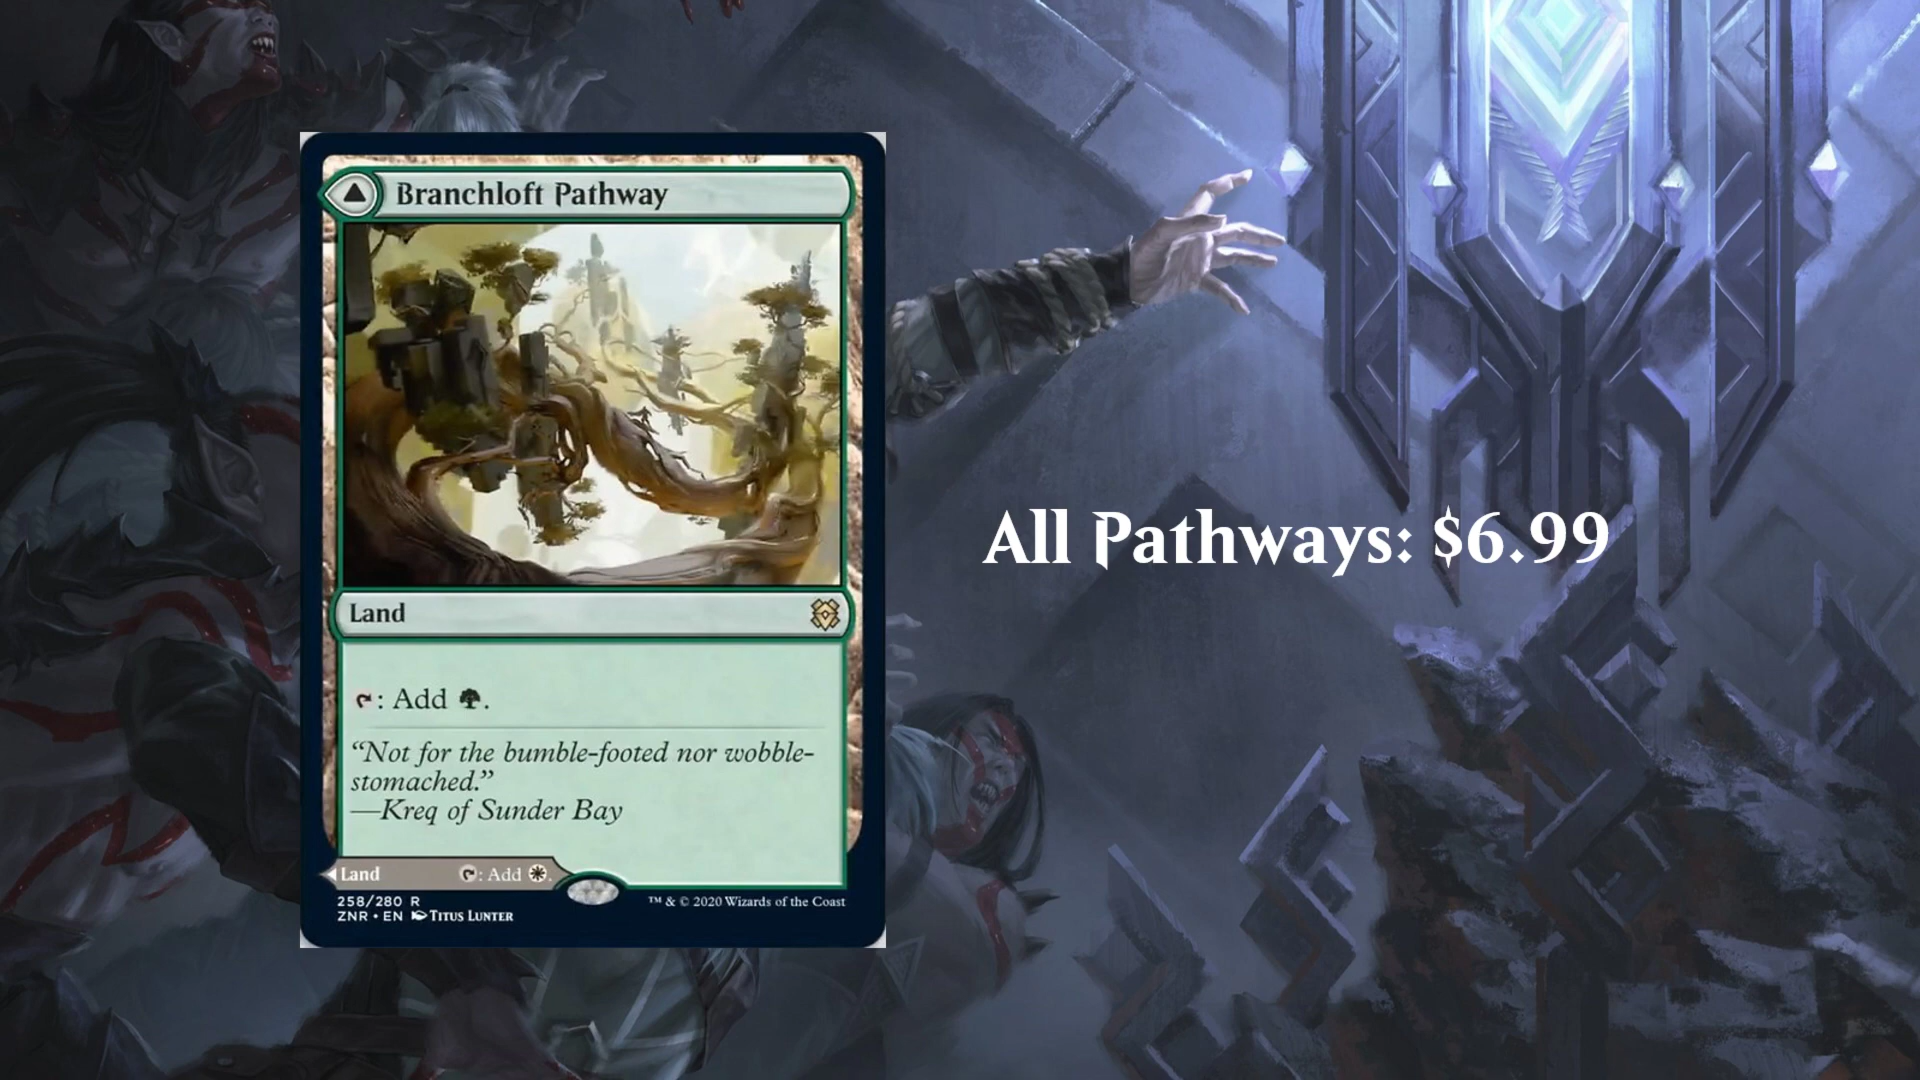 Branchloft Pathway
Land
: Add .
“Not for the bumble-footed nor wobble-
stomached.”
—Kreq of Sunder Bay
Land : Add .
258/280 R
ZNR • EN TITUS LUNTER
™ & © 2020 Wizards of the Coast
All Pathways: $6.99